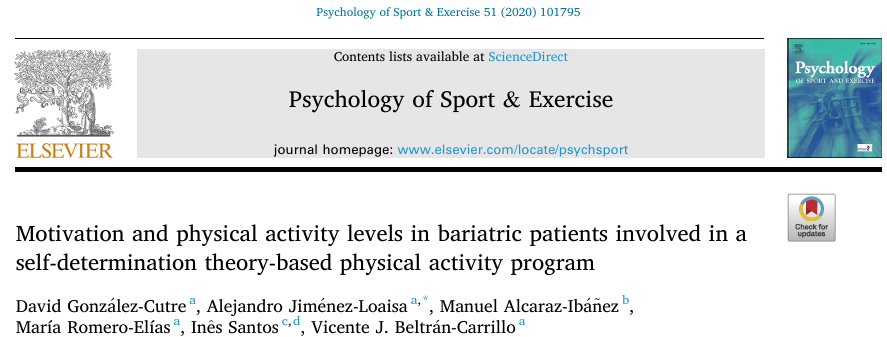 Psychology of Sport & Exercise 51 (2020) 101795
Contents lists available at ScienceDirect
Psychology of Sport & Exercise
journal homepage: www.elsevier.com/locate/psychsport
ELSEVIER
Psychology
OF SPORT AND EXERCISE
Check for
updates
Motivation and physical activity levels in bariatric patients involved in a
self-determination theory-based physical activity program
David González-Cutre a, Alejandro Jiménez-Loaisa a,*, Manuel Alcaraz-Ibáñez b,
María Romero-Elías a, Inês Santos c,d, Vicente J. Beltrán-Carrillo a